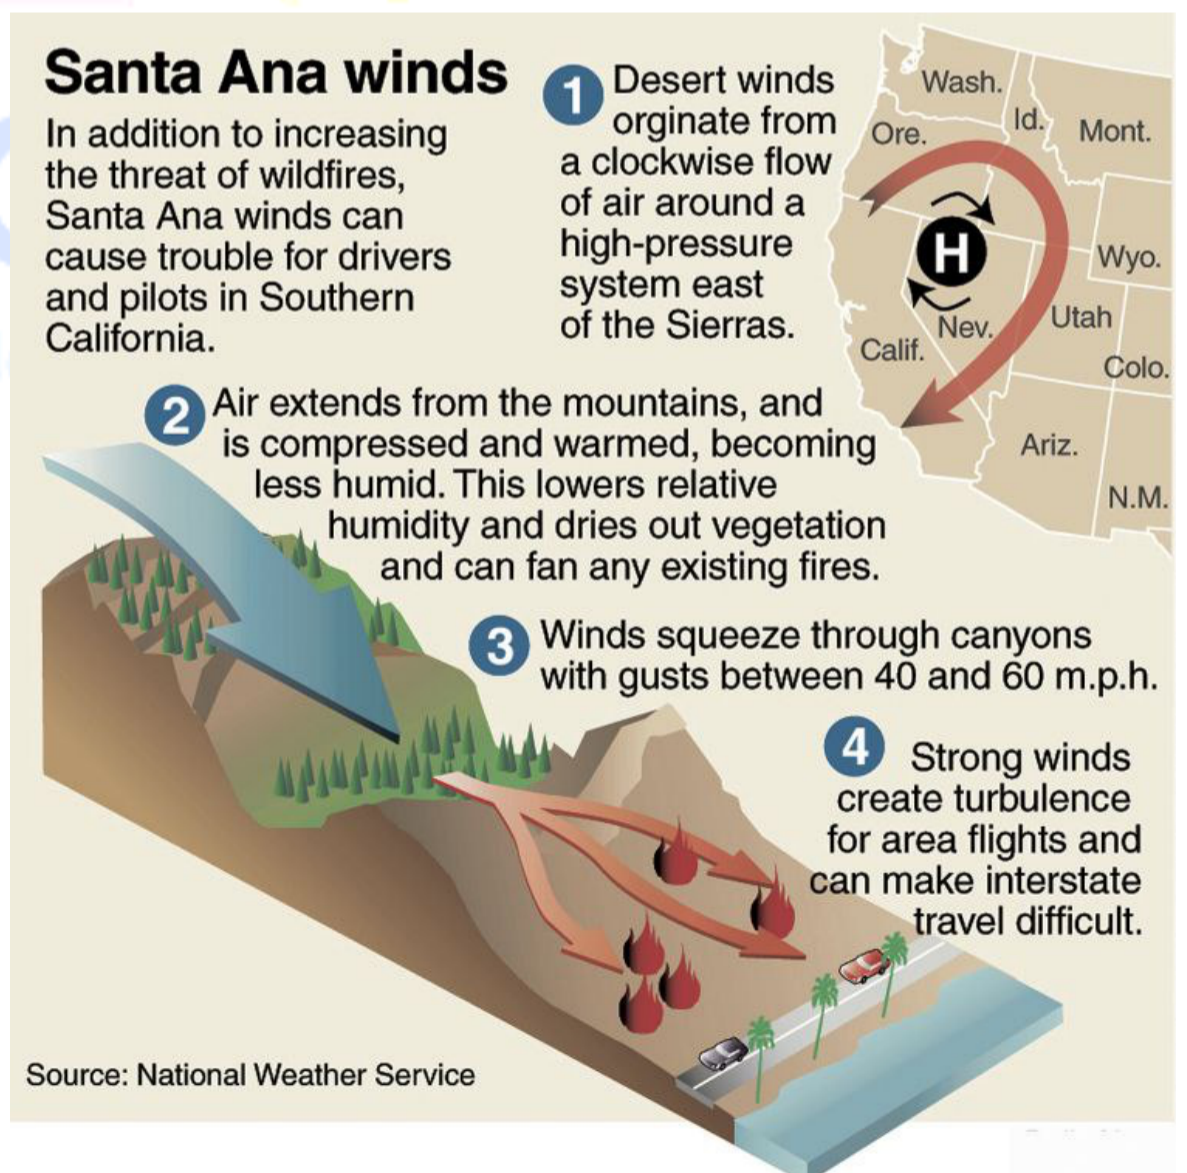 Santa Ana winds
In addition to increasing
the threat of wildfires,
Santa Ana winds can
cause trouble for drivers
and pilots in Southern
California.
1
Desert winds
orginate from
a clockwise flow
of air around a
high-pressure
system east
of the Sierras.
Wash.
Ore.
Id.
Mont.
H
Wyo.
Nev.
Utah
Calif.
Colo.
Ariz.
N.M.
2
Air extends from the mountains, and
is compressed and warmed, becoming
less humid. This lowers relative
humidity and dries out vegetation
and can fan any existing fires.
3
Winds squeeze through canyons
with gusts between 40 and 60 m.p.h.
4
Strong winds
create turbulence
for area flights and
can make interstate
travel difficult.
Source: National Weather Service